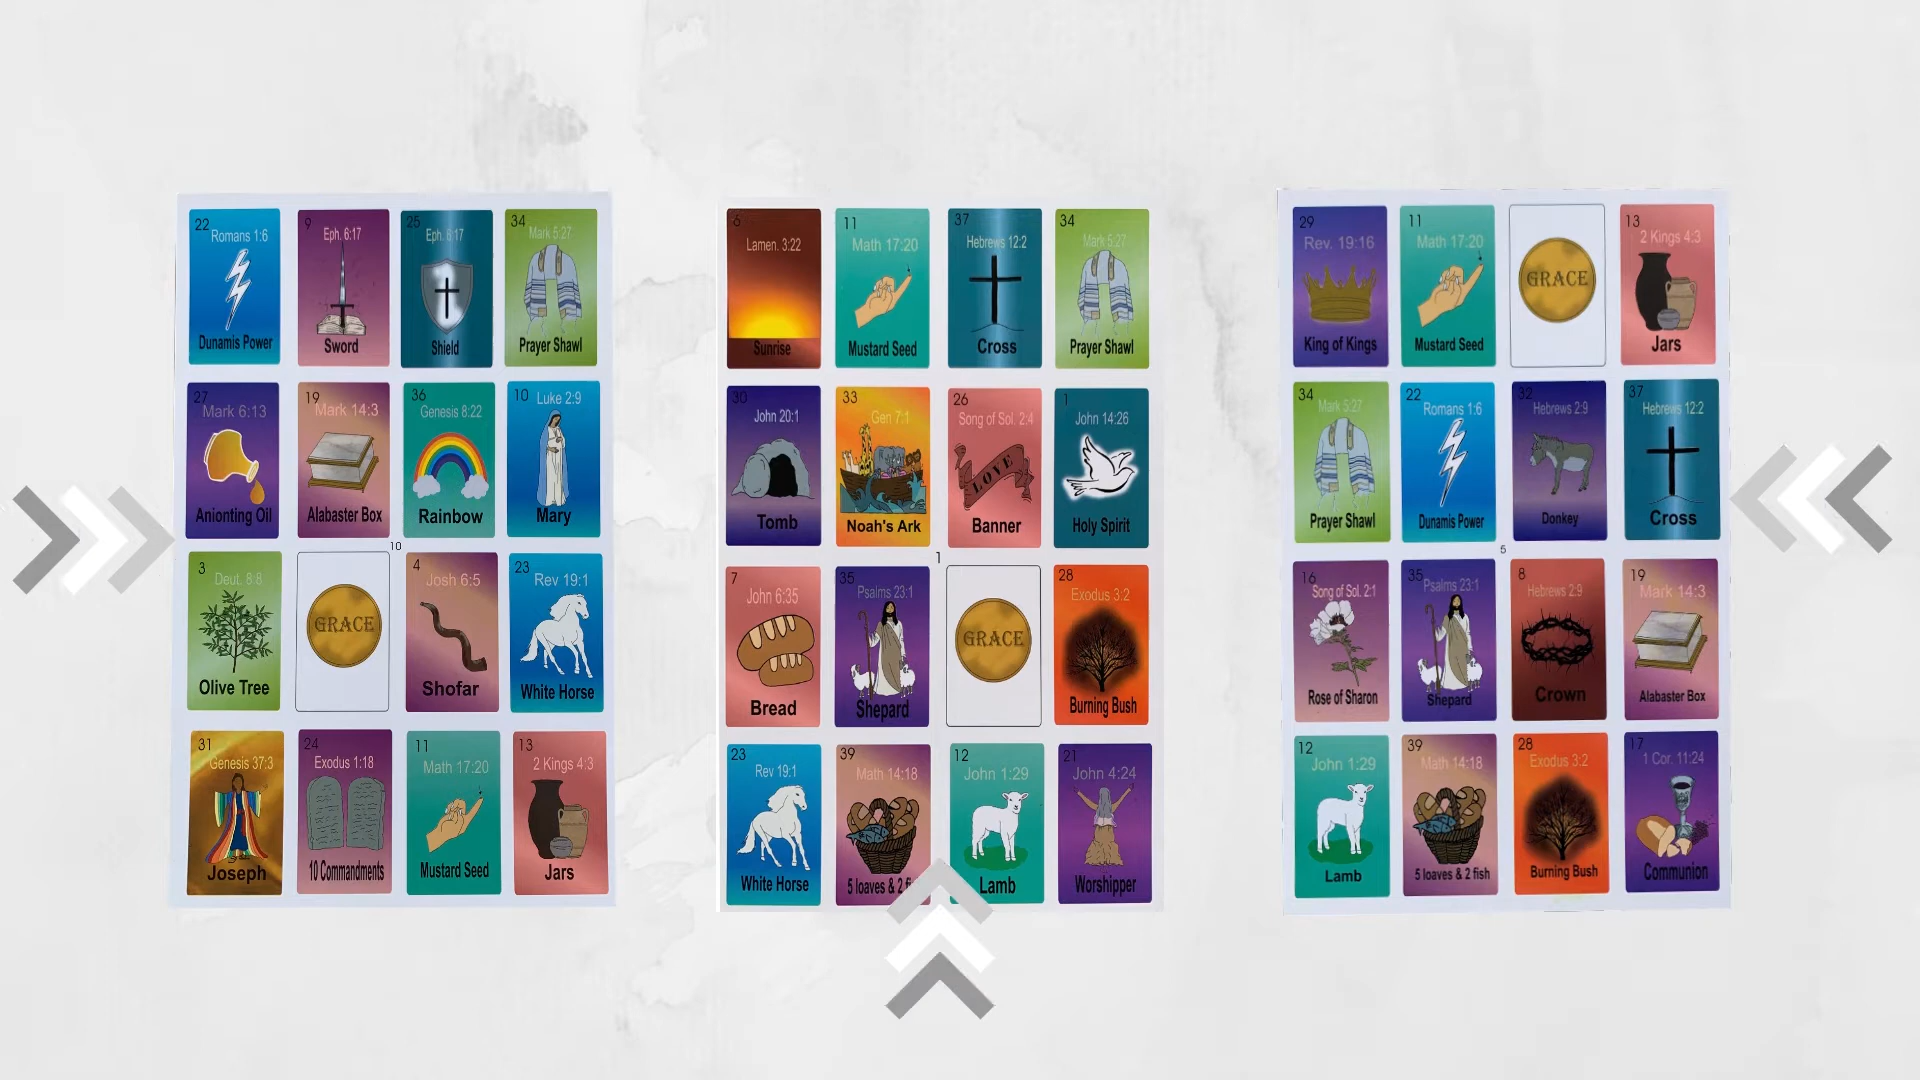 22
Romans 1:6
Dunamis Power
9
Eph. 6:17
Sword
25
Eph. 6:17
Shield
34
Mark 5:27
Prayer Shawl
27
Mark 6:13
Anionting Oil
19
Mark 14:3
Alabaster Box
36
Genesis 8:22
Rainbow
10
Luke 2:9
Mary
10
3
Deut. 8:8
Olive Tree
GRACE
4
Josh 6:5
Shofar
23
Rev 19:1
White Horse
31
Genesis 37:3
Joseph
24
Exodus 1:18
10 Commandments
11
Math 17:20
Mustard Seed
13
2 Kings 4:3
Jars
6
Lamen. 3:22
Sunrise
11
Math 17:20
Mustard Seed
37
Hebrews 12:2
Cross
34
Mark 5:27
Prayer Shawl
30
John 20:1
Tomb
33
Gen 7:1
Noah's Ark
26
Song of Sol. 2:4
LOVE
Banner
1
John 14:26
Holy Spirit
1
7
John 6:35
Bread
35
Psalms 23:1
Shepard
GRACE
28
Exodus 3:2
Burning Bush
23
Rev 19:1
White Horse
39
Math 14:18
5 loaves & 2 fi
12
John 1:29
Lamb
21
John 4:24
Worshipper
29
Rev. 19:16
King of Kings
11
Math 17:20
Mustard Seed
GRACE
13
2 Kings 4:3
Jars
34
Mark 5:27
Prayer Shawl
22
Romans 1:6
Dunamis Power
32
Hebrews 2:9
Donkey
37
Hebrews 12:2
Cross
5
16
Song of Sol. 2:1
Rose of Sharon
35
Psalms 23:1
Shepard
8
Hebrews 2:9
Crown
19
Mark 14:3
Alabaster Box
12
John 1:29
Lamb
39
Math 14:18
5 loaves & 2 fish
28
Exodus 3:2
Burning Bush
17
1 Cor. 11:24
Communion